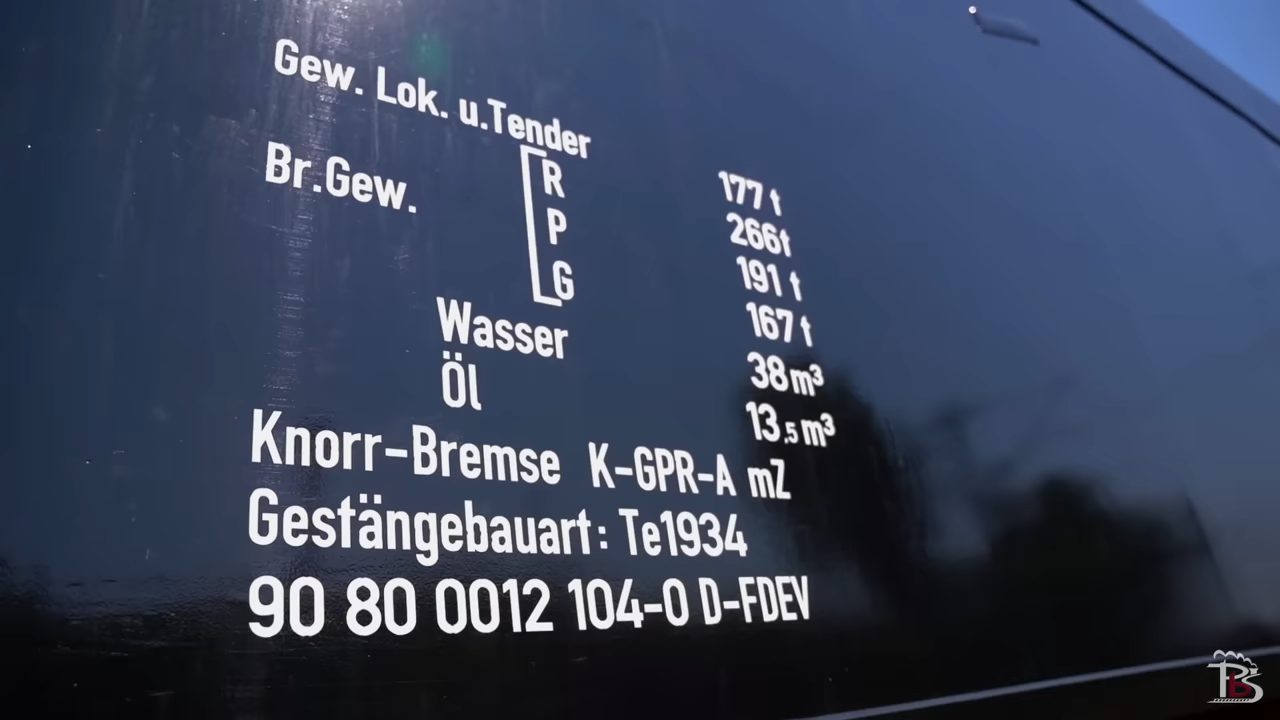 Gew. Lok. u.Tender 177 t
Br.Gew. R 266t
P 191 t
G 167 t
Wasser 38 m³
Öl 13,5 m³
Knorr-Bremse K-GPR-A mZ
Gestängebauart: Te1934
90 80 0012 104-0 D-FDEV